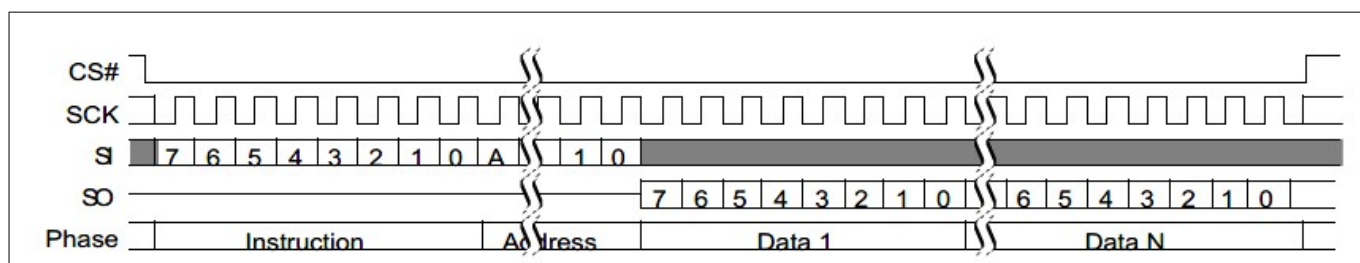 CS#
SCK
SI 7 6 5 4 3 2 1 0 A 1 0
SO 7 6 5 4 3 2 1 0 6 5 4 3 2 1 0
Phase Instruction Address Data 1 Data N